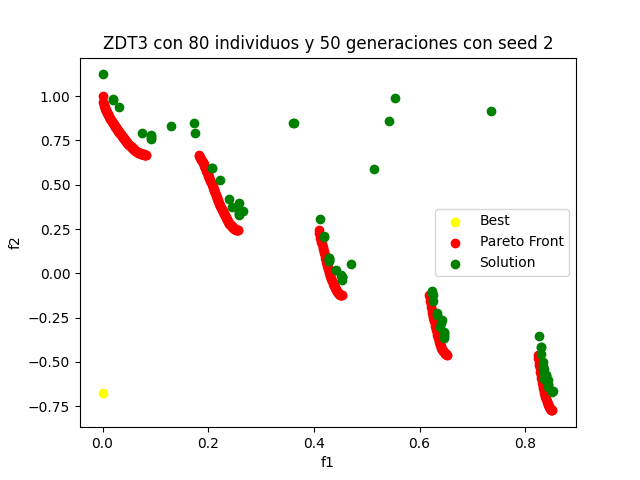 ZDT3 con 80 individuos y 50 generaciones con seed 2
1.00
0.75
0.50
0.25
0.00
−0.25
−0.50
−0.75
f2
Best
Pareto Front
Solution
0.0 0.2 0.4 0.6 0.8
f1